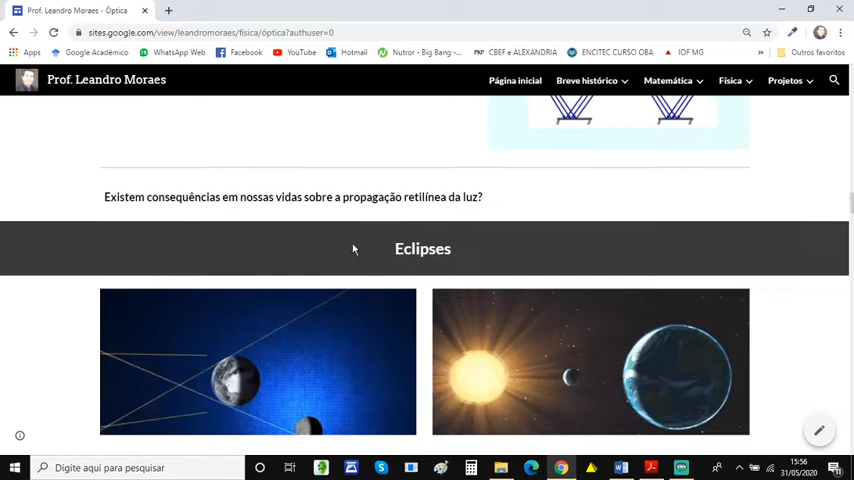 Prof. Leandro Moraes - Óptica
sites.google.com/view/leandromoraes/física/óptica?authuser=0
Apps Google Acadêmico WhatsApp Web Facebook YouTube Hotmail Nutror - Big Bang - ... CBEF e ALEXANDRIA ENCITEC CURSO OBA IOF MG » Outros favoritos
Prof. Leandro Moraes Página inicial Breve histórico Matemática Física Projetos
Existem consequências em nossas vidas sobre a propagação retilínea da luz?
Eclipses
Digite aqui para pesquisar
15:56
31/05/2020